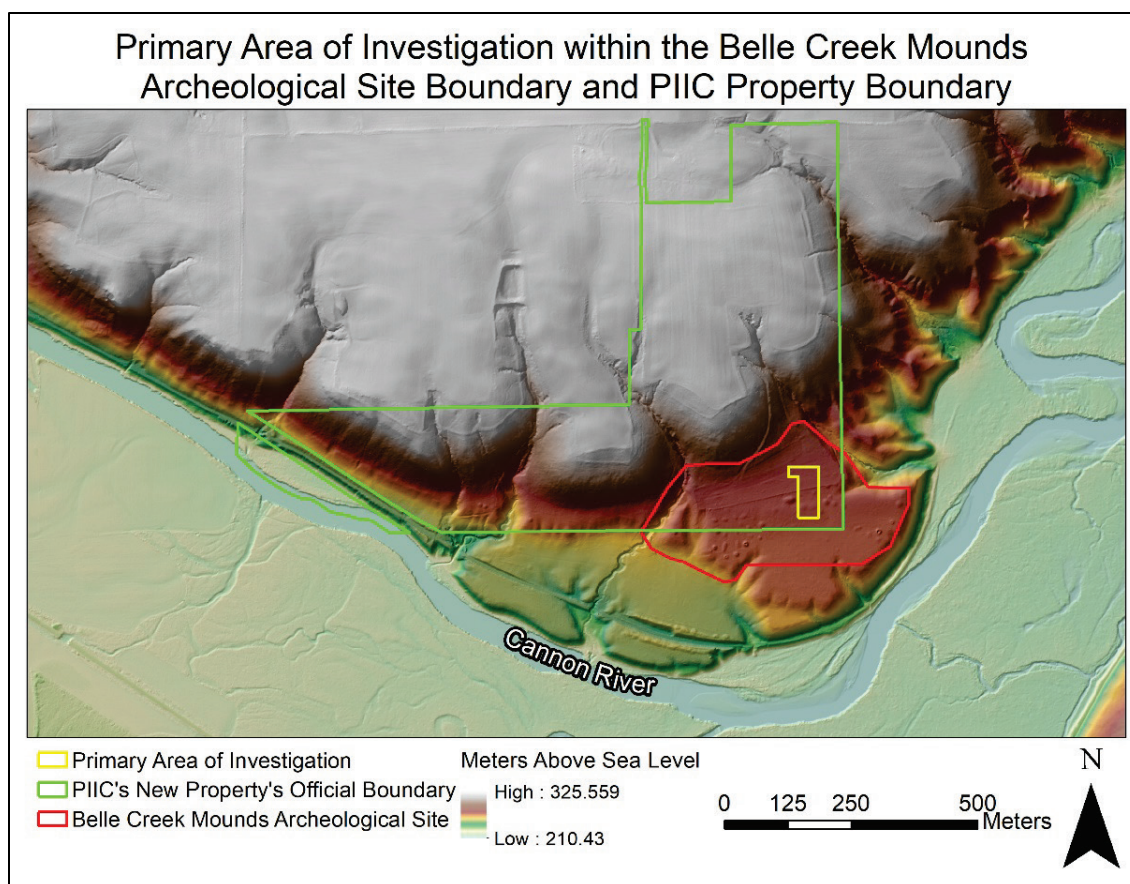 Primary Area of Investigation within the Belle Creek Mounds
Archeological Site Boundary and PIIC Property Boundary
Cannon River
Primary Area of Investigation
PIIC's New Property's Official Boundary
Belle Creek Mounds Archeological Site
Meters Above Sea Level
High : 325.559
Low : 210.43
0 125 250 500
Meters
N